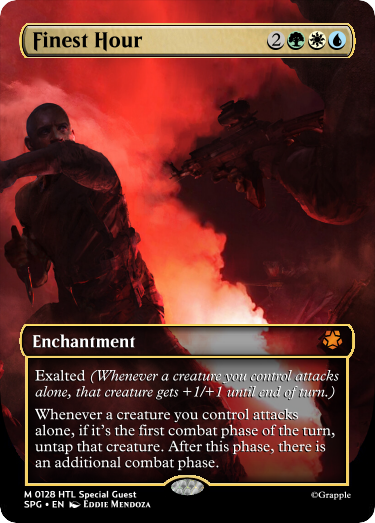 Finest Hour 2
Enchantment
Exalted (Whenever a creature you control attacks
alone, that creature gets +1/+1 until end of turn.)
Whenever a creature you control attacks
alone, if it's the first combat phase of the turn,
untap that creature. After this phase, there is
an additional combat phase.
M 0128 HTL Special Guest
SPG • EN Eddie Mendoza
©Grapple